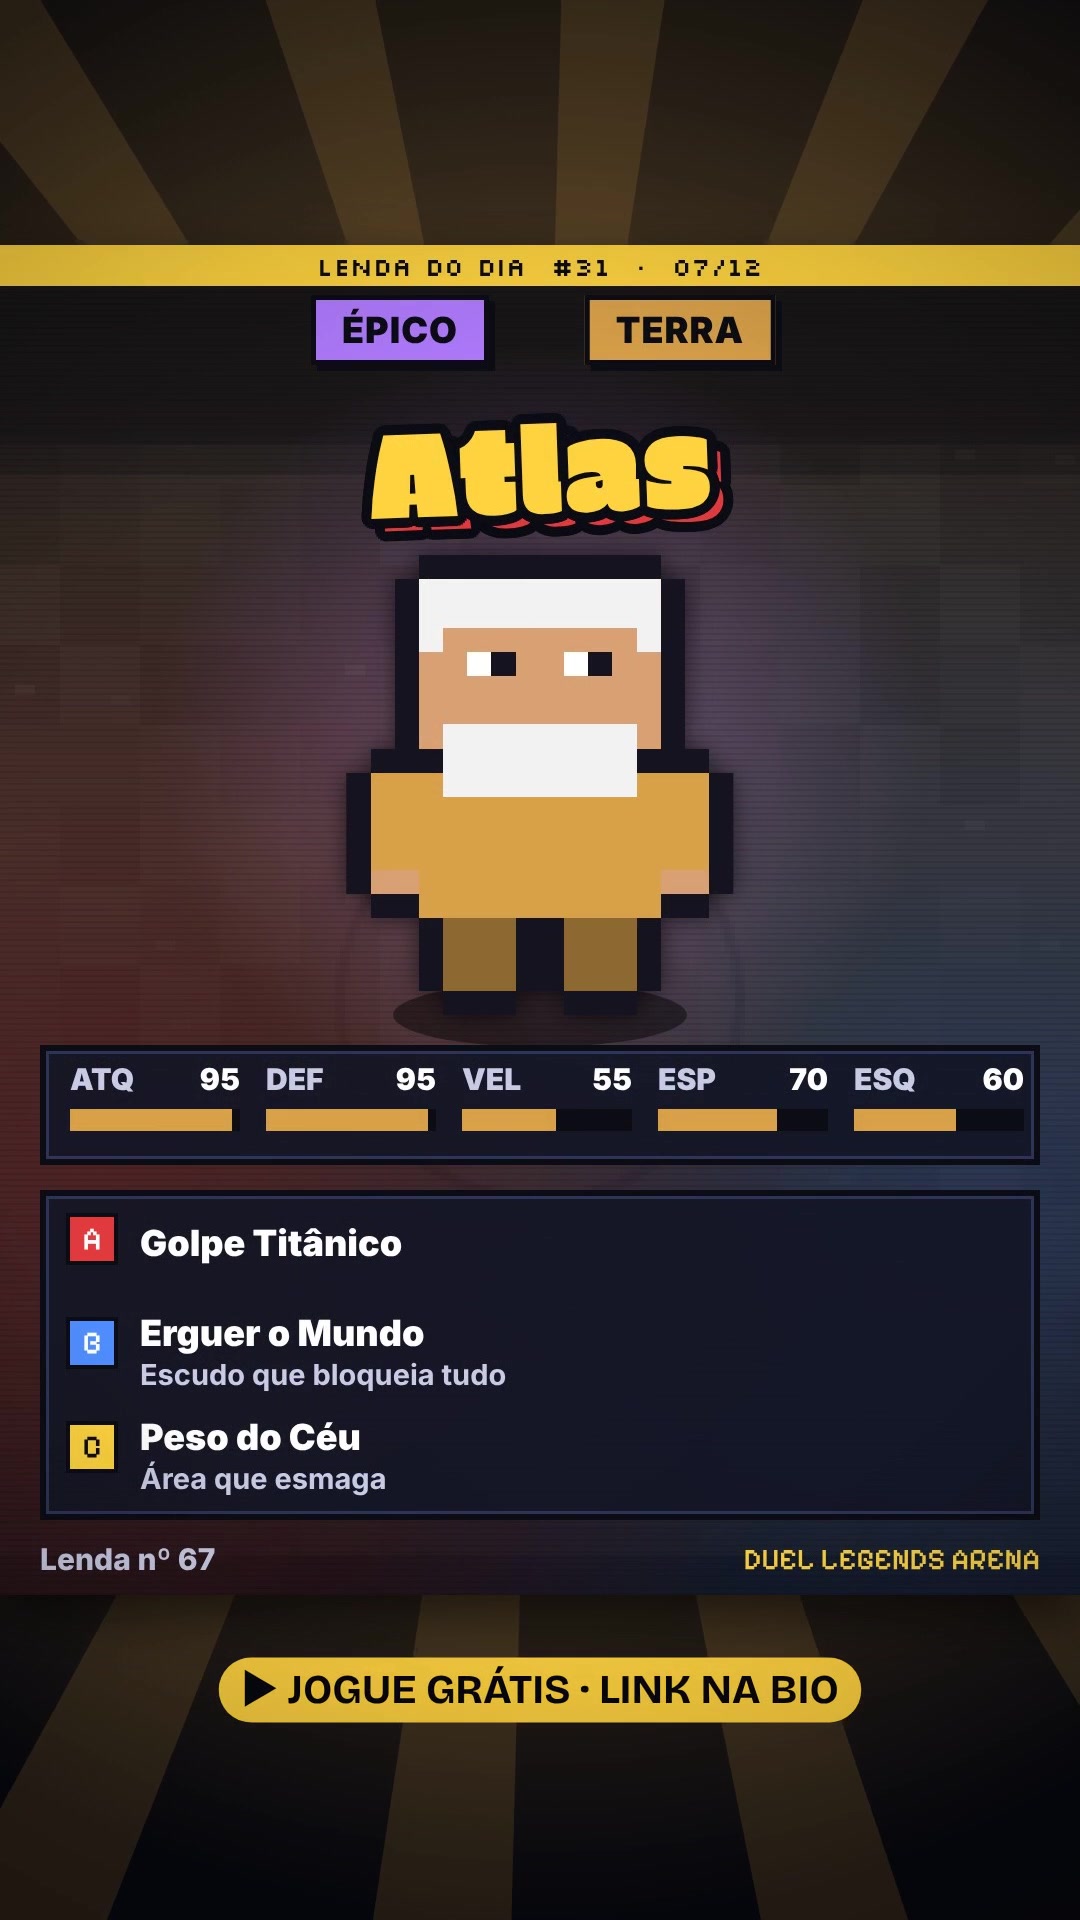 LENDA DO DIA #31 · 07/12
ÉPICO TERRA
Atlas
ATQ 95 DEF 95 VEL 55 ESP 70 ESQ 60
A Golpe Titânico
B Erguer o Mundo
Escudo que bloqueia tudo
C Peso do Céu
Área que esmaga
Lenda nº 67 DUEL LEGENDS ARENA
▶ JOGUE GRÁTIS · LINK NA BIO